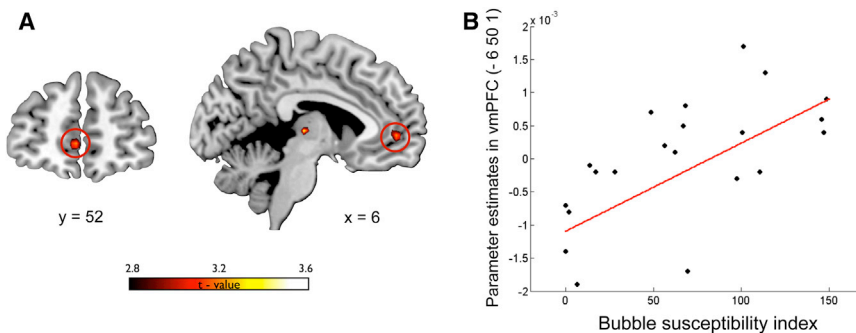 A
y = 52
x = 6
2.8
3.2
3.6
t - value
B
x 10⁻³
Parameter estimates in vmPFC (- 6 50 1)
2
1.5
1
0.5
0
-0.5
-1
-1.5
-2
0
50
100
150
Bubble susceptibility index